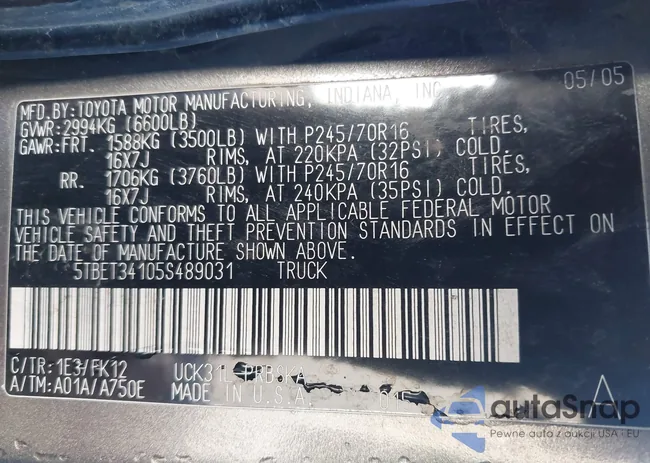 05/05
MFD.BY:TOYOTA MOTOR MANUFACTURING, INDIANA, INC.
GVWR:2994KG (6600LB)
GAWR:FRT. 1588KG (3500LB) WITH P245/70R16 TIRES,
16X7J RIMS, AT 220KPA (32PSI) COLD.
RR. 1706KG (3760LB) WITH P245/70R16 TIRES,
16X7J RIMS, AT 240KPA (35PSI) COLD.
THIS VEHICLE CONFORMS TO ALL APPLICABLE FEDERAL MOTOR
VEHICLE SAFETY AND THEFT PREVENTION STANDARDS IN EFFECT ON
THE DATE OF MANUFACTURE SHOWN ABOVE.
5TBET34105S489031 TRUCK
C/TR: 1E3/FK12 UCK31L
A/TM: A01A/A750E MADE IN U.S.A.
autoSnap
Pewne auta z aukcji USA - EU